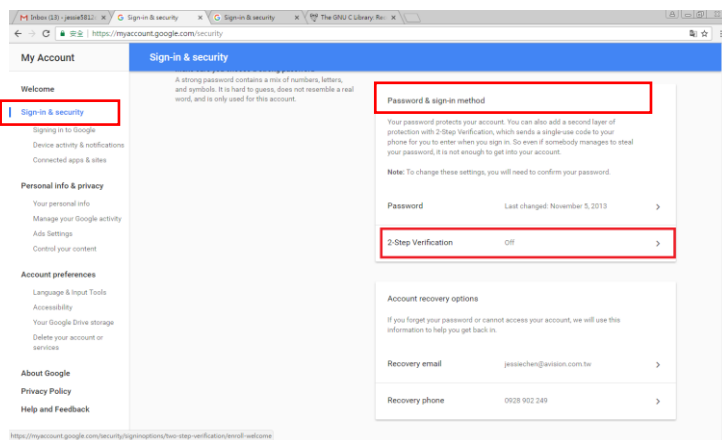 Inbox (13) - jessie5812
Sign-in & security
Sign-in & security
The GNU C Library: Re
安全 | https://myaccount.google.com/security
My Account
Sign-in & security
Welcome
Sign-in & security
Signing in to Google
Device activity & notifications
Connected apps & sites
Personal info & privacy
Your personal info
Manage your Google activity
Ads Settings
Control your content
Account preferences
Language & Input Tools
Accessibility
Your Google Drive storage
Delete your account or
services
About Google
Privacy Policy
Help and Feedback
A strong password contains a mix of numbers, letters,
and symbols. It is hard to guess, does not resemble a real
word, and is only used for this account.
Password & sign-in method
Your password protects your account. You can also add a second layer of
protection with 2-Step Verification, which sends a single-use code to your
phone for you to enter when you sign in. So even if somebody manages to steal
your password, it is not enough to get into your account.
Note: To change these settings, you will need to confirm your password.
Password Last changed: November 5, 2013
2-Step Verification Off
Account recovery options
If you forget your password or cannot access your account, we will use this
information to help you get back in.
Recovery email jessiechen@avision.com.tw
Recovery phone 0928 902 249
https://myaccount.google.com/security/signinoptions/two-step-verification/enroll-welcome